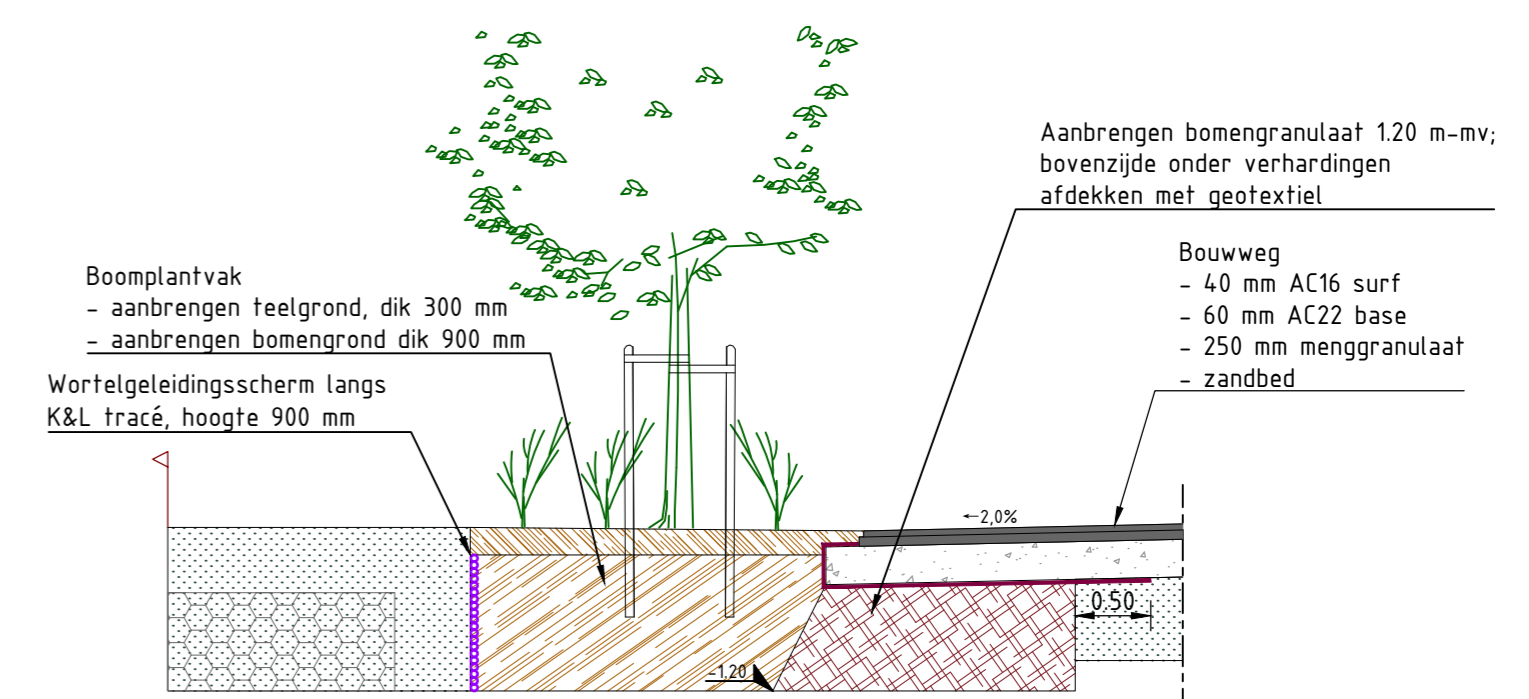 Aanbrengen bomengranulaat 1.20 m-mv;
bovenzijde onder verhardingen
afdekken met geotextiel
Bouwweg
- 40 mm AC16 surf
- 60 mm AC22 base
- 250 mm menggranulaat
- zandbed
Boomplantvak
- aanbrengen teelgrond, dik 300 mm
- aanbrengen bomengrond dik 900 mm
Wortelgeleidingsscherm langs
K&L tracé, hoogte 900 mm
←2,0%
0.50
-1,20